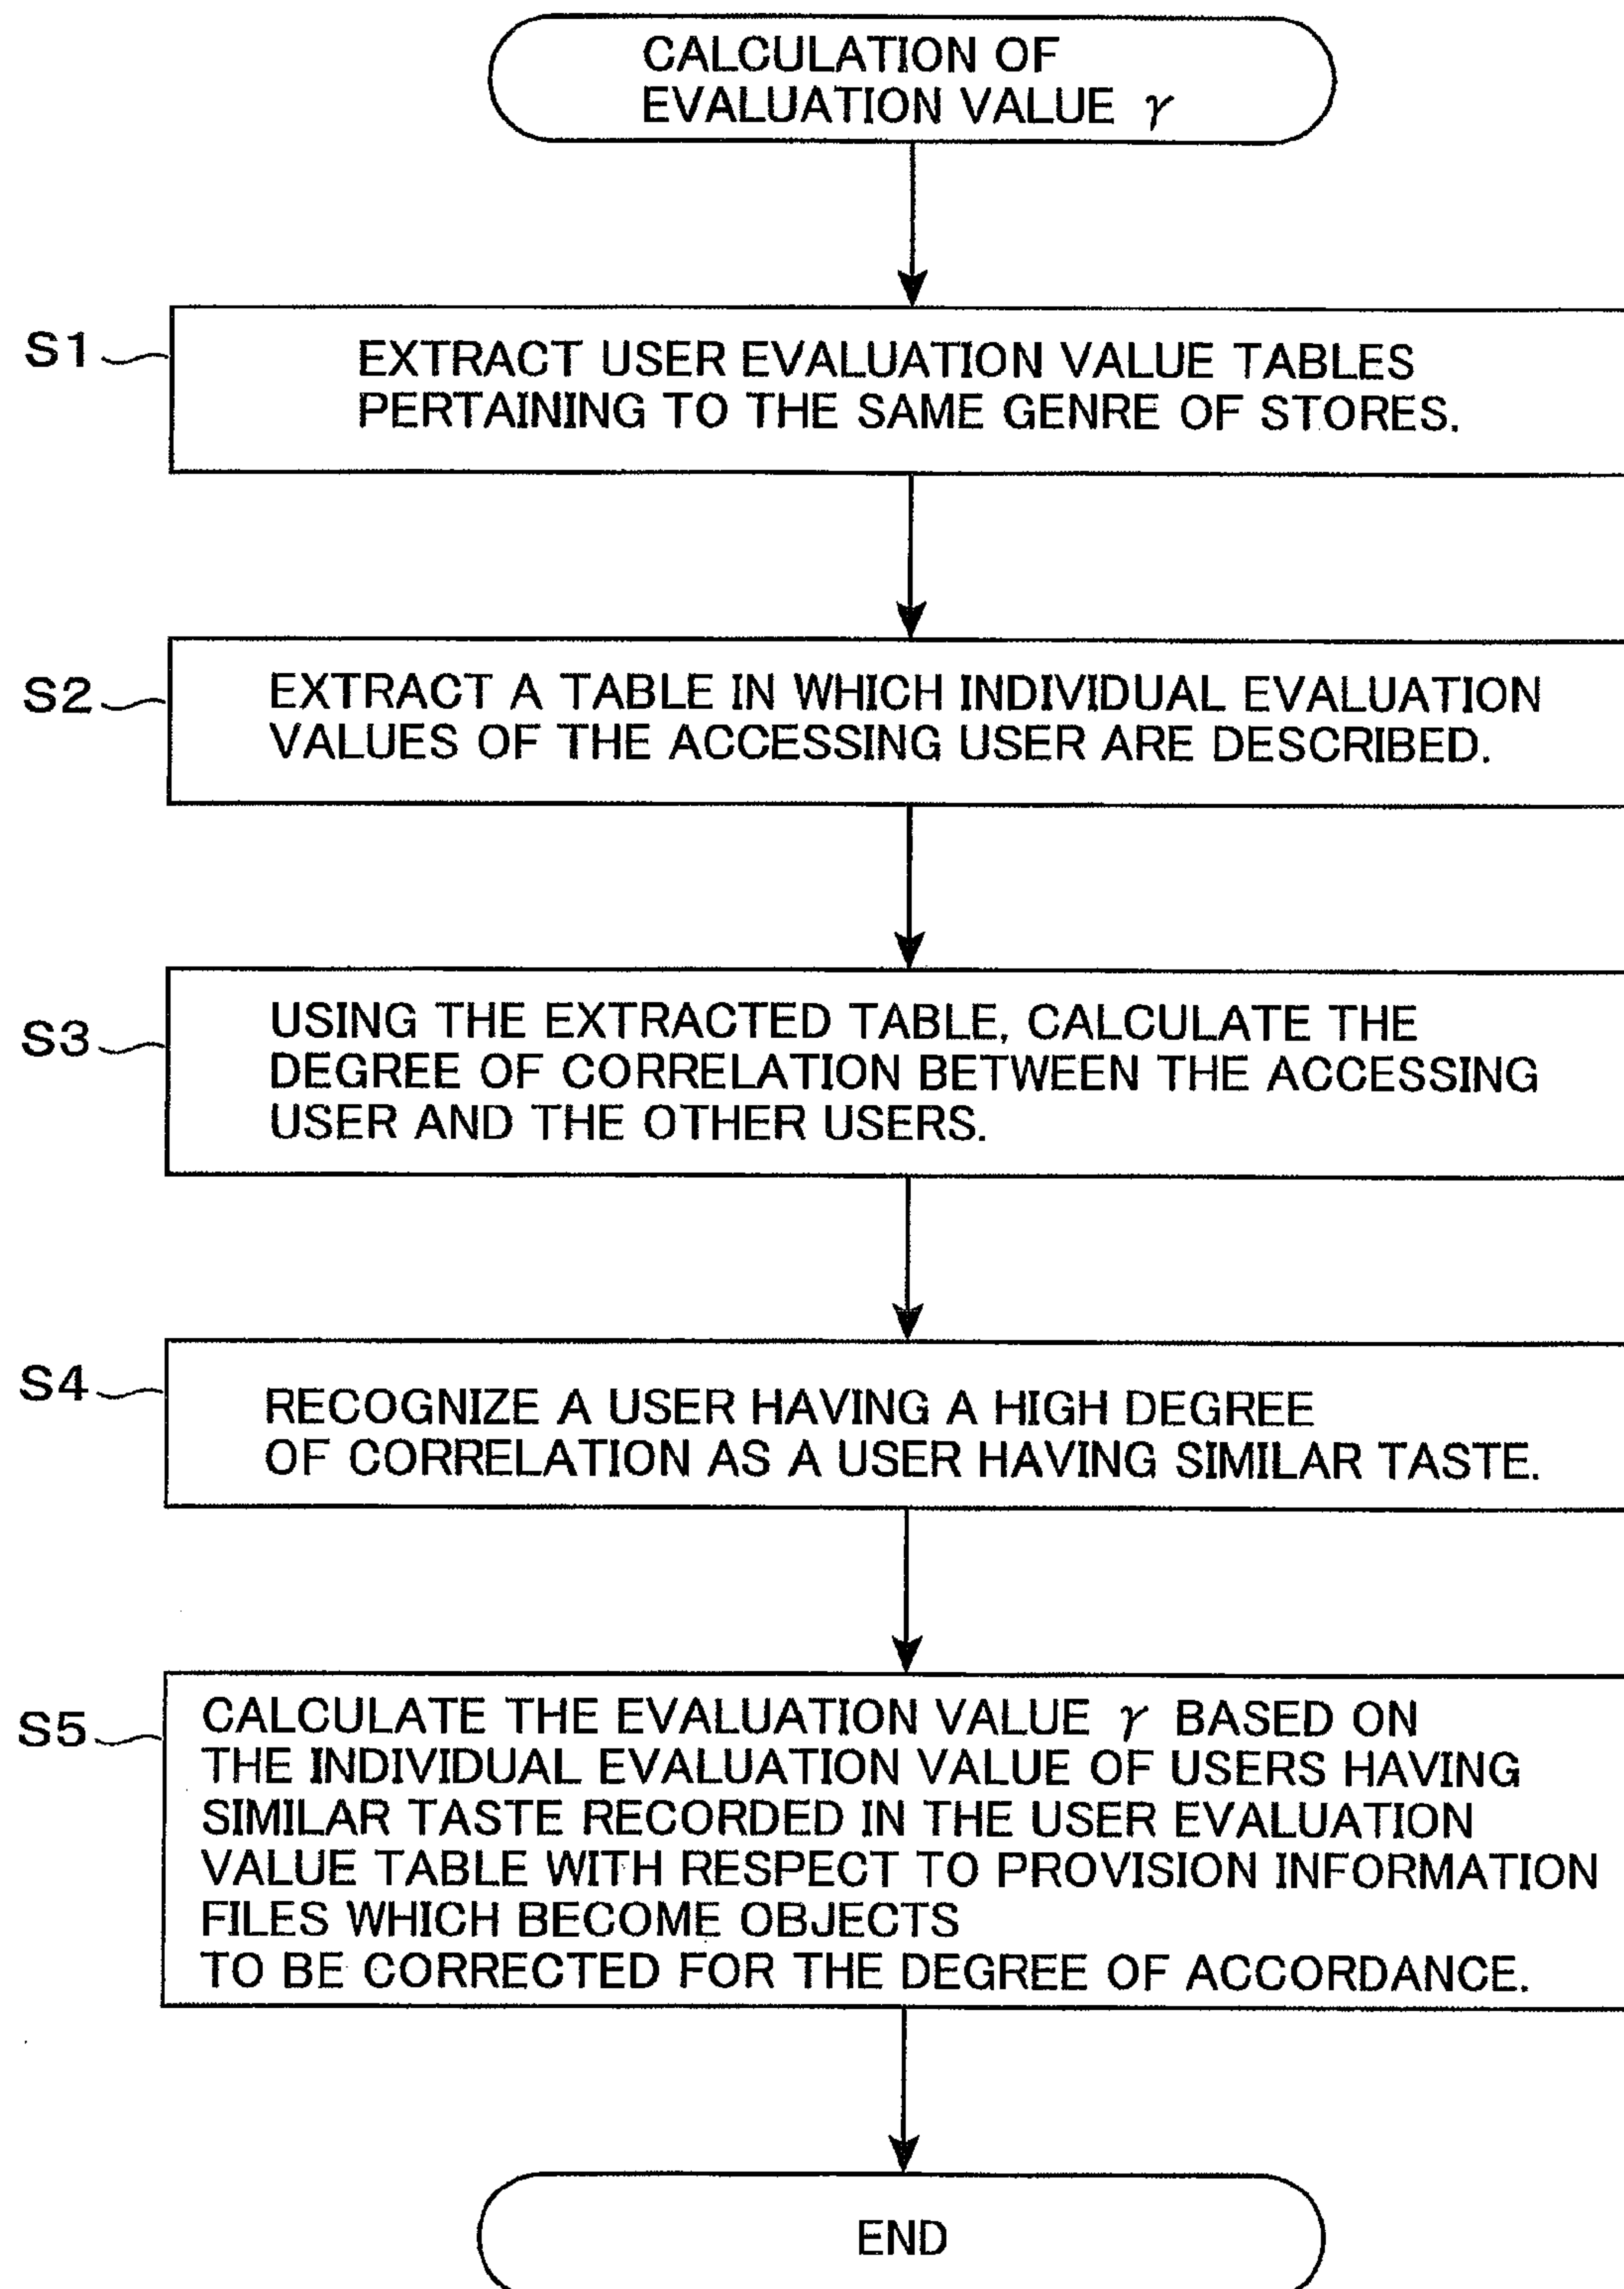 CALCULATION OF
EVALUATION VALUE γ
S1
EXTRACT USER EVALUATION VALUE TABLES
PERTAINING TO THE SAME GENRE OF STORES.
S2
EXTRACT A TABLE IN WHICH INDIVIDUAL EVALUATION
VALUES OF THE ACCESSING USER ARE DESCRIBED.
S3
USING THE EXTRACTED TABLE, CALCULATE THE
DEGREE OF CORRELATION BETWEEN THE ACCESSING
USER AND THE OTHER USERS.
S4
RECOGNIZE A USER HAVING A HIGH DEGREE
OF CORRELATION AS A USER HAVING SIMILAR TASTE.
S5
CALCULATE THE EVALUATION VALUE γ BASED ON
THE INDIVIDUAL EVALUATION VALUE OF USERS HAVING
SIMILAR TASTE RECORDED IN THE USER EVALUATION
VALUE TABLE WITH RESPECT TO PROVISION INFORMATION
FILES WHICH BECOME OBJECTS
TO BE CORRECTED FOR THE DEGREE OF ACCORDANCE.
END